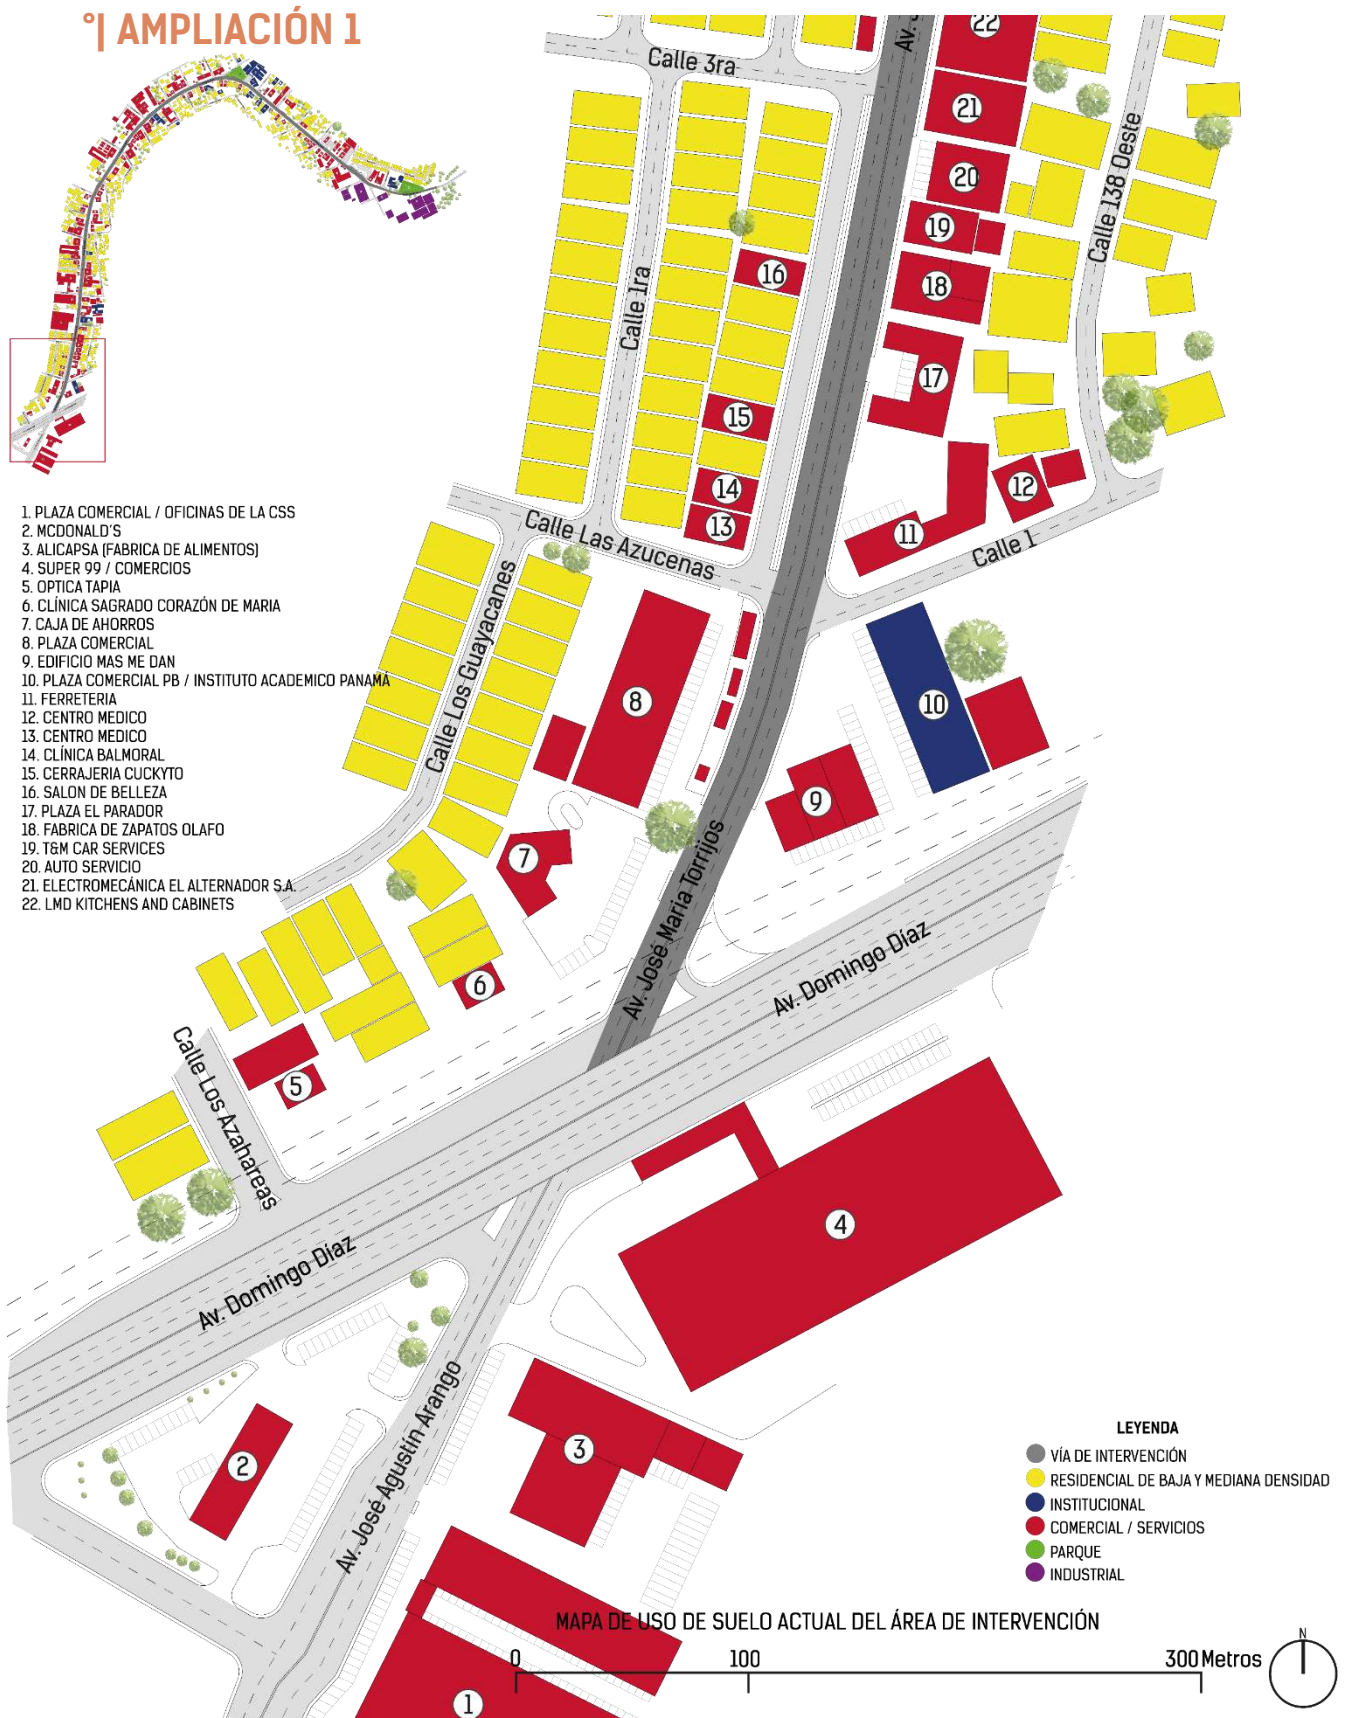 °| AMPLIACIÓN 1
Calle 3ra
Av. J
22
21
20
19
18
17
16
15
14
13
12
11
Calle 138 Oeste
Calle 1ra
Calle Las Azucenas
Calle 1
Calle Los Guayacanes
1. PLAZA COMERCIAL / OFICINAS DE LA CSS
2. MCDONALD'S
3. ALICAPSA (FABRICA DE ALIMENTOS)
4. SUPER 99 / COMERCIOS
5. OPTICA TAPIA
6. CLÍNICA SAGRADO CORAZÓN DE MARIA
7. CAJA DE AHORROS
8. PLAZA COMERCIAL
9. EDIFICIO MAS ME DAN
10. PLAZA COMERCIAL PB / INSTITUTO ACADEMICO PANAMÁ
11. FERRETERIA
12. CENTRO MEDICO
13. CENTRO MEDICO
14. CLÍNICA BALMORAL
15. CERRAJERIA CUCKYTO
16. SALON DE BELLEZA
17. PLAZA EL PARADOR
18. FABRICA DE ZAPATOS OLAFO
19. T&M CAR SERVICES
20. AUTO SERVICIO
21. ELECTROMECÁNICA EL ALTERNADOR S.A.
22. LMD KITCHENS AND CABINETS
8
10
9
7
6
5
Av. José Maria Torrijos
Av. Domingo Díaz
Calle Los Azahareas
4
Av. Domingo Díaz
Av. José Agustín Arango
3
2
1
LEYENDA
VÍA DE INTERVENCIÓN
RESIDENCIAL DE BAJA Y MEDIANA DENSIDAD
INSTITUCIONAL
COMERCIAL / SERVICIOS
PARQUE
INDUSTRIAL
MAPA DE USO DE SUELO ACTUAL DEL ÁREA DE INTERVENCIÓN
0 100 300 Metros
N